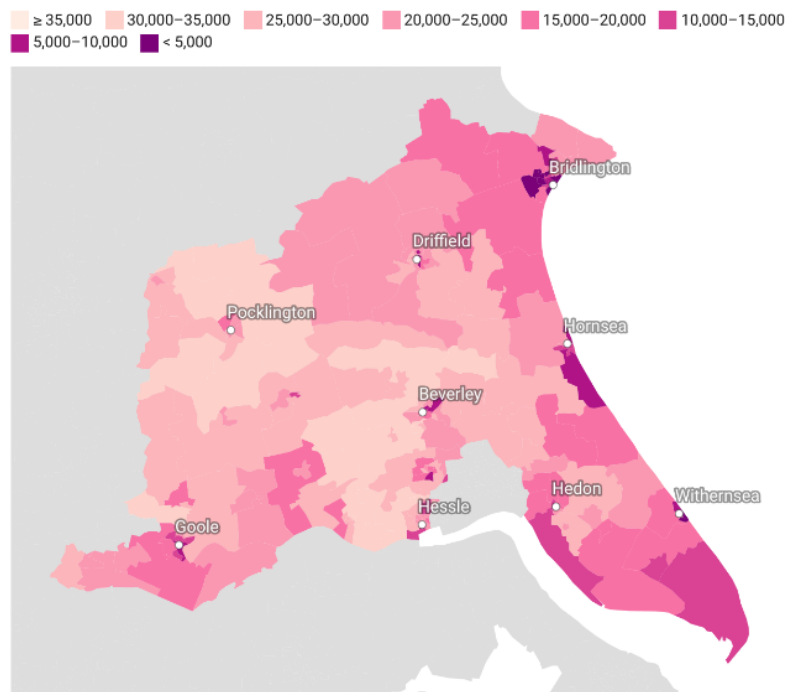 ≥ 35,000 30,000–35,000 25,000–30,000 20,000–25,000 15,000–20,000 10,000–15,000
5,000–10,000 < 5,000
Bridlington
Driffield
Pocklington
Hornsea
Beverley
Hedon
Withernsea
Hessle
Goole